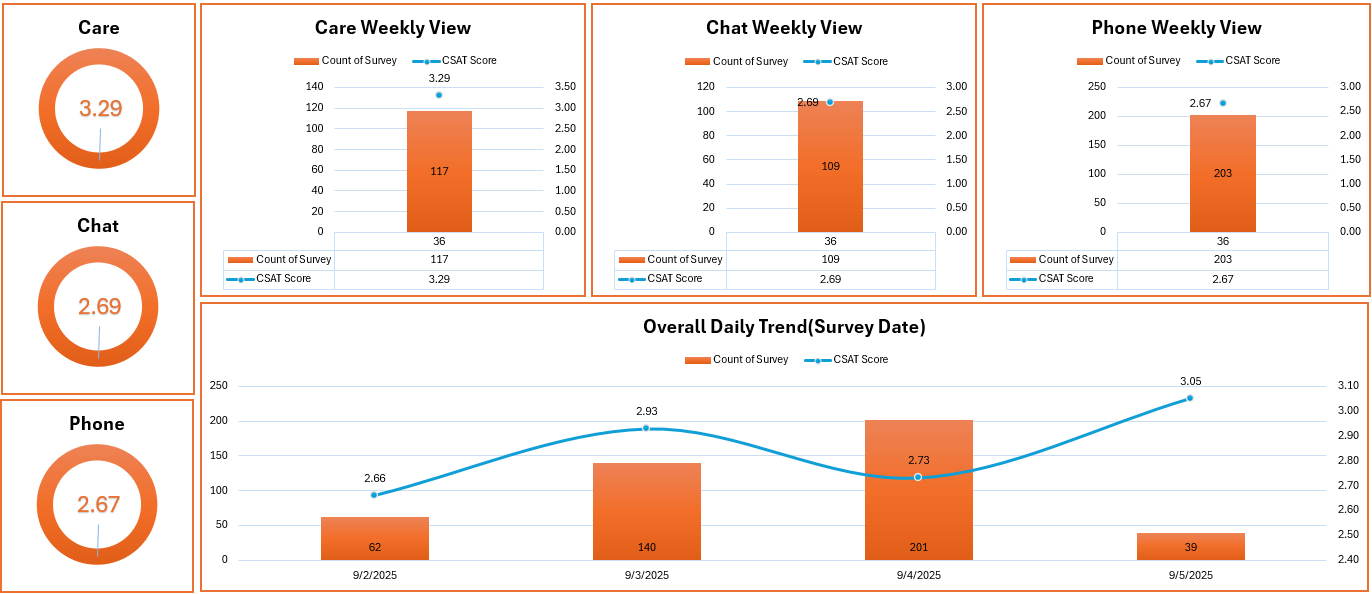 Care
3.29
Chat
2.69
Phone
2.67
Care Weekly View
Count of Survey CSAT Score
3.29
140 3.50
120 3.00
100 2.50
80 2.00
117
60 1.50
40 1.00
20 0.50
0 0.00
36
Count of Survey 117
CSAT Score 3.29
Chat Weekly View
Count of Survey CSAT Score
120 3.00
2.69
100 2.50
80 2.00
109
60 1.50
40 1.00
20 0.50
0 0.00
36
Count of Survey 109
CSAT Score 2.69
Phone Weekly View
Count of Survey CSAT Score
250 3.00
2.67
2.50
200
2.00
150
1.50
203
100
1.00
50
0.50
0 0.00
36
Count of Survey 203
CSAT Score 2.67
Overall Daily Trend(Survey Date)
Count of Survey CSAT Score
250 3.10
3.05
200 3.00
2.93
2.90
150 2.80
2.73
2.66
100 2.70
2.60
50 2.50
62 140 201 39
0 2.40
9/2/2025 9/3/2025 9/4/2025 9/5/2025